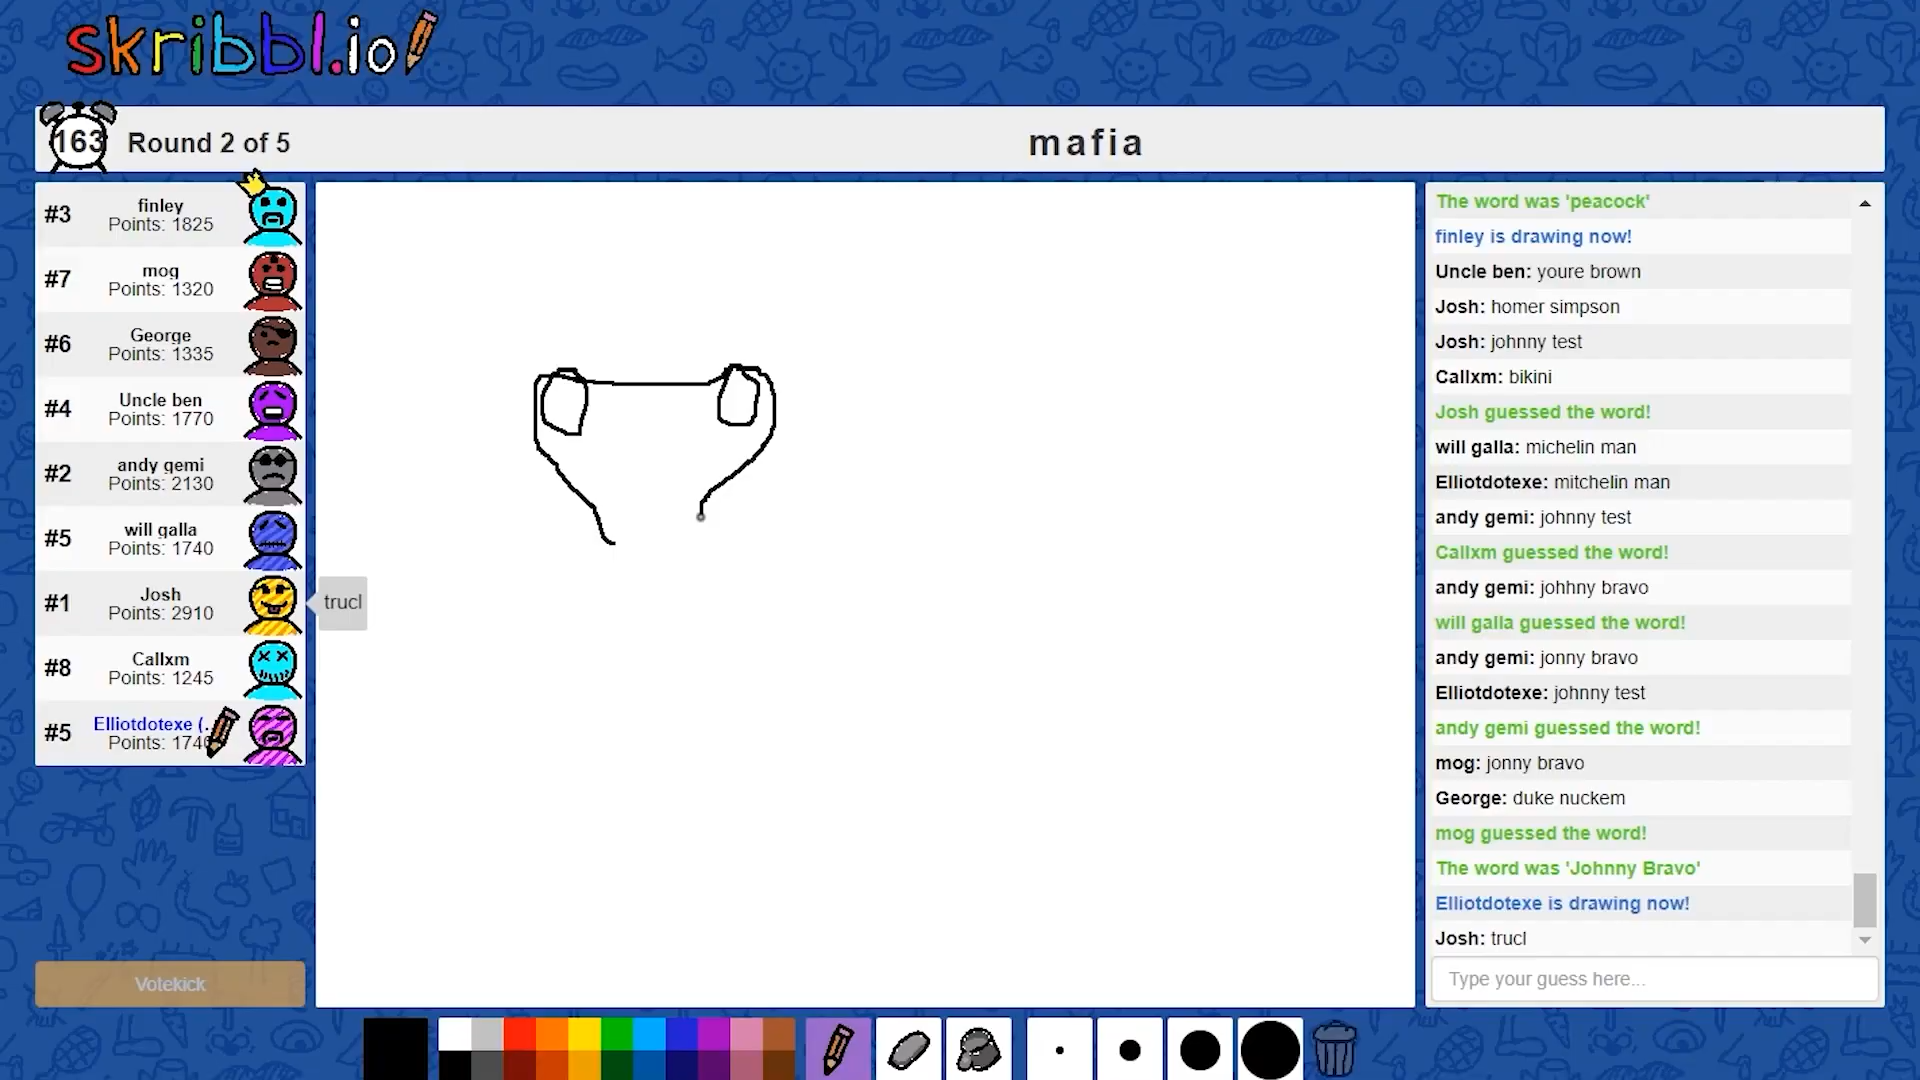 skribbl.io
163
Round 2 of 5
mafia
#3
finley
Points: 1825
#7
mog
Points: 1320
#6
George
Points: 1335
#4
Uncle ben
Points: 1770
#2
andy gemi
Points: 2130
#5
will galla
Points: 1740
#1
Josh
Points: 2910
trucl
#8
Callxm
Points: 1245
#5
Elliotdotexe (..
Points: 1740
Votekick
The word was 'peacock'
finley is drawing now!
Uncle ben: youre brown
Josh: homer simpson
Josh: johnny test
Callxm: bikini
Josh guessed the word!
will galla: michelin man
Elliotdotexe: mitchelin man
andy gemi: johnny test
Callxm guessed the word!
andy gemi: johhny bravo
will galla guessed the word!
andy gemi: jonny bravo
Elliotdotexe: johnny test
andy gemi guessed the word!
mog: jonny bravo
George: duke nuckem
mog guessed the word!
The word was 'Johnny Bravo'
Elliotdotexe is drawing now!
Josh: trucl
Type your guess here...